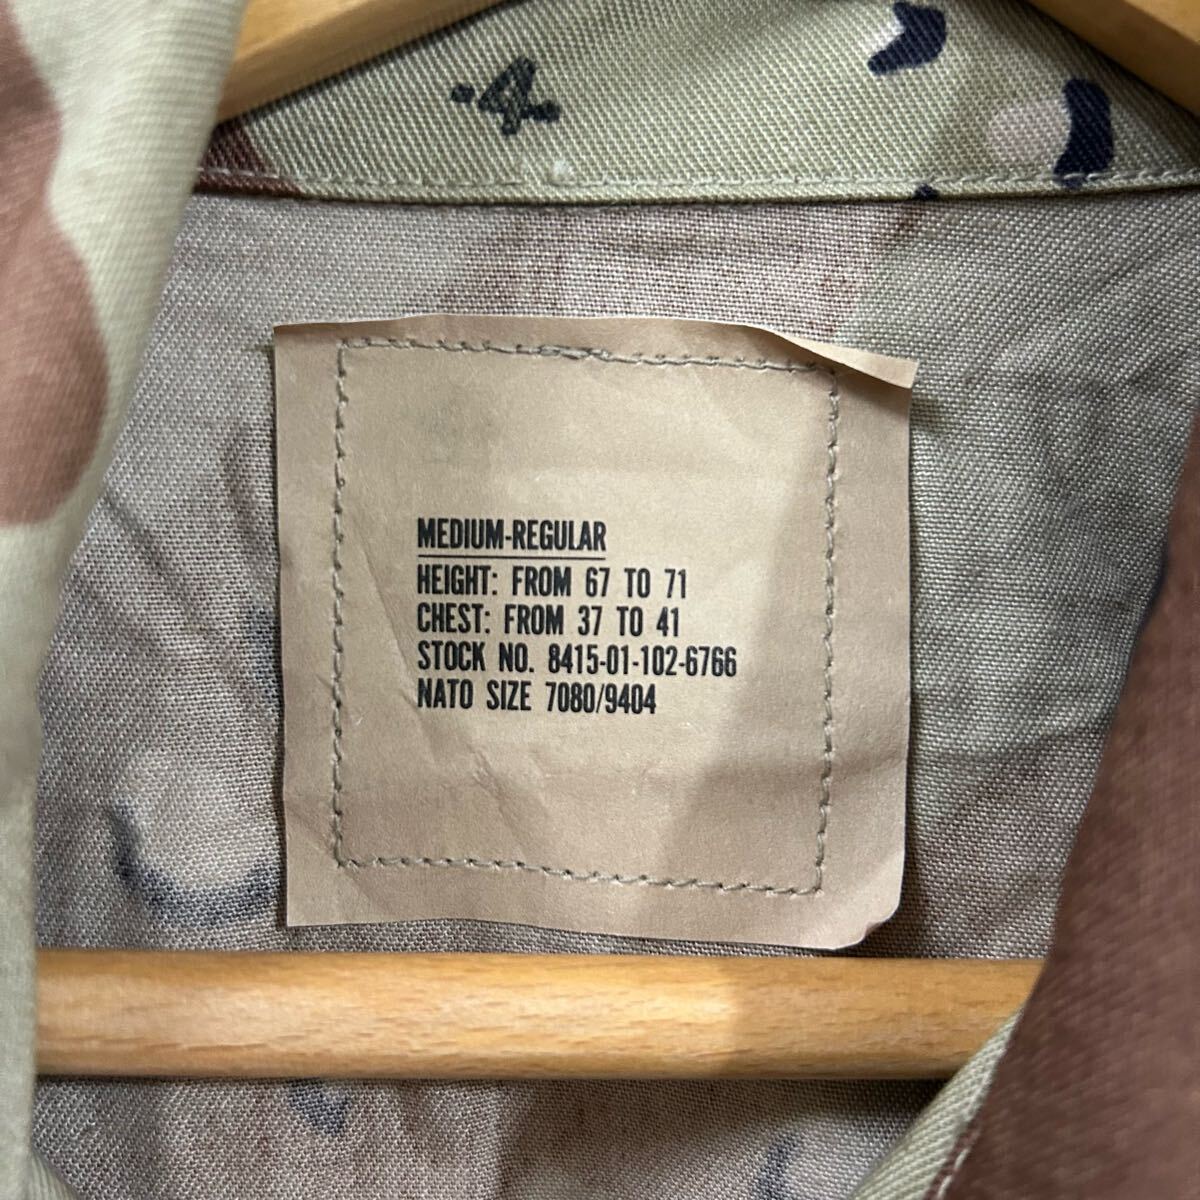 .4.
MEDIUM-REGULAR
HEIGHT: FROM 67 TO 71
CHEST: FROM 37 TO 41
STOCK NO. 8415-01-102-6766
NATO SIZE 7080/9404